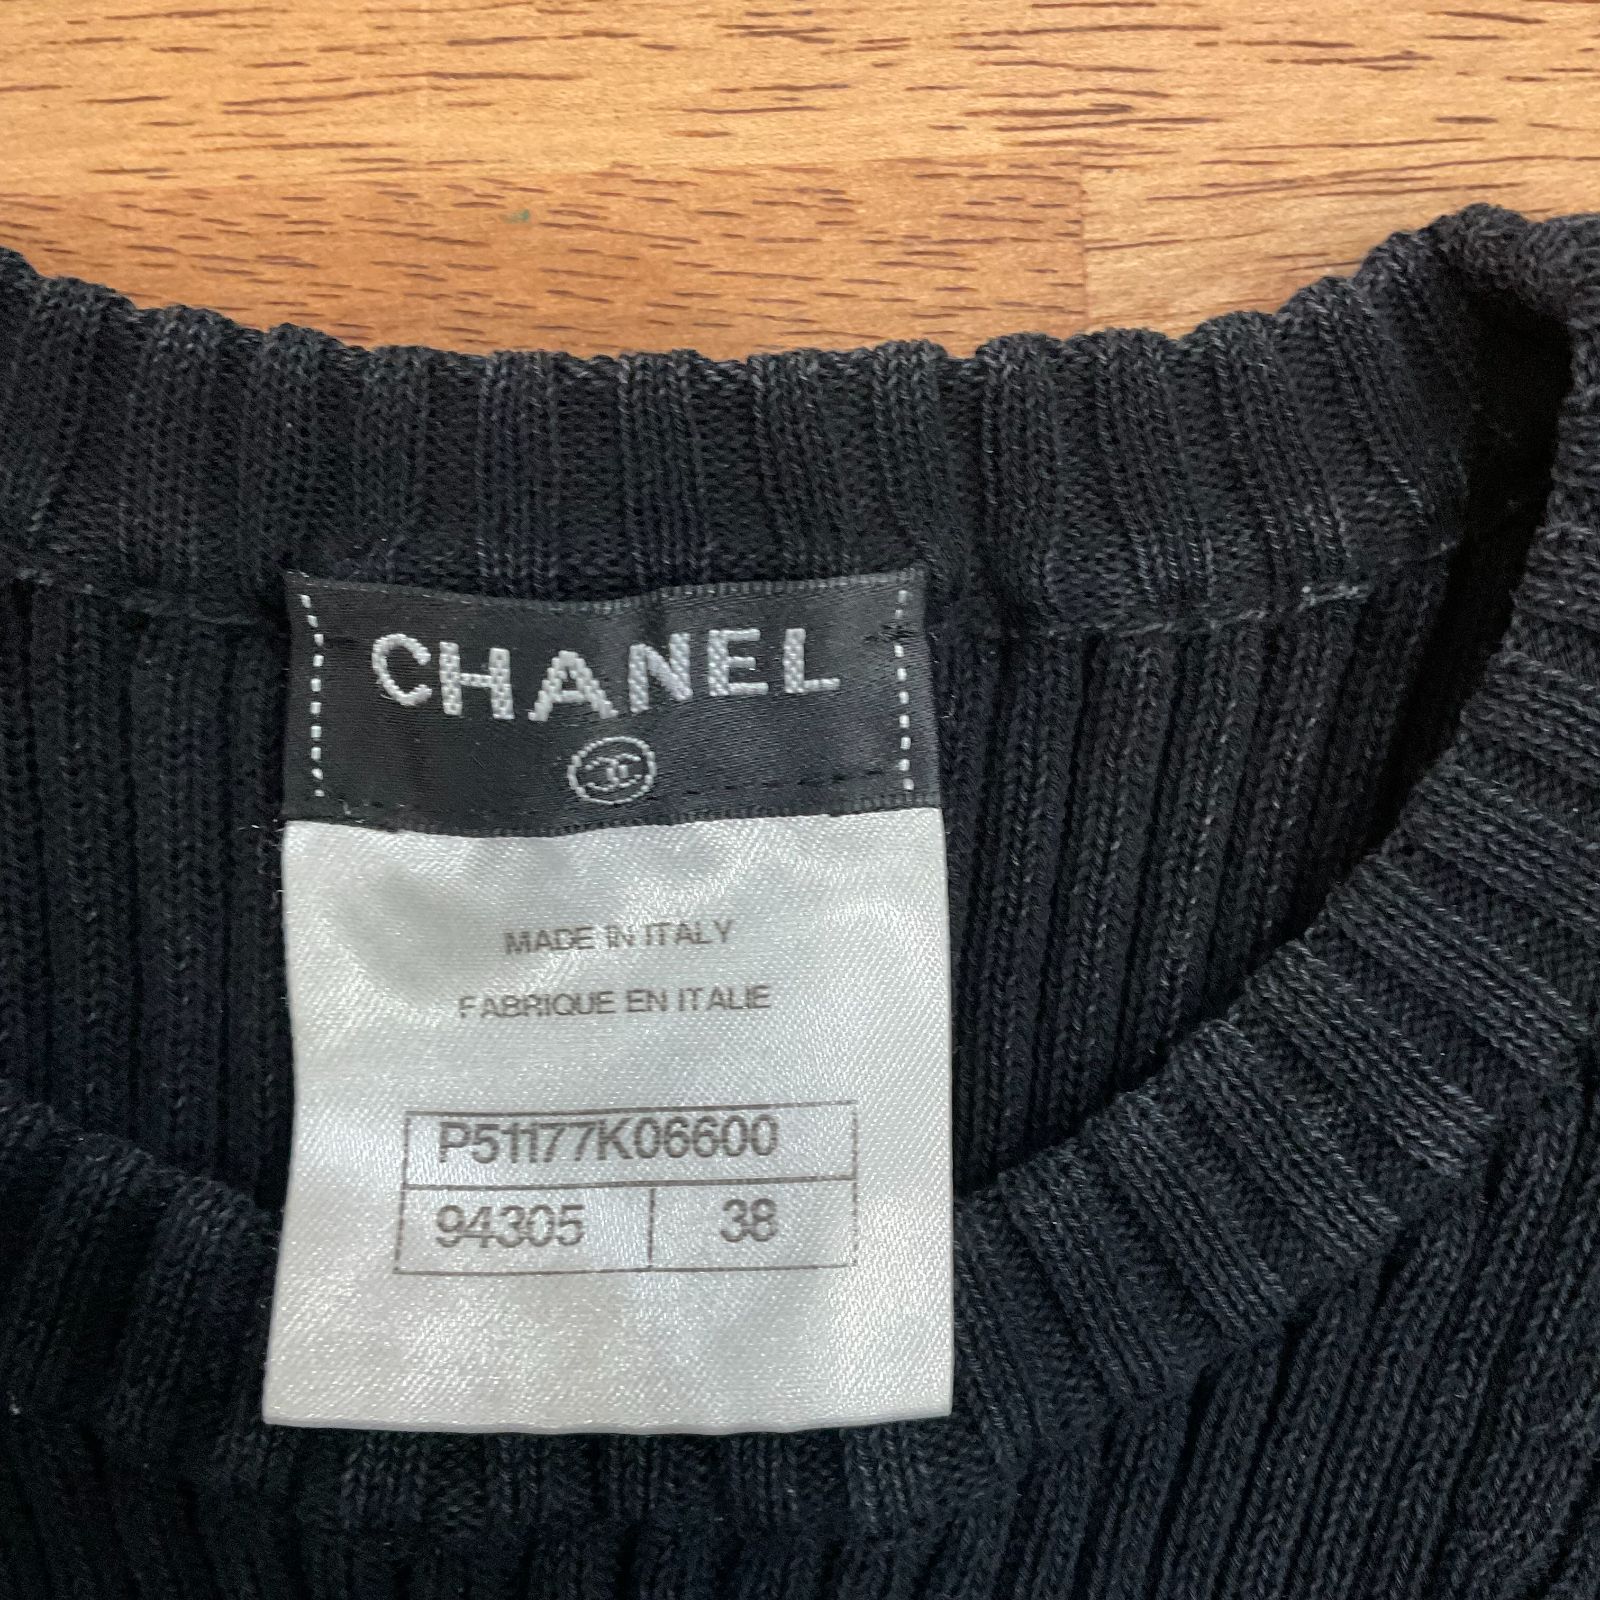 CHANEL
MADE IN ITALY
FABRIQUE EN ITALIE
P51177K06600
94305 38